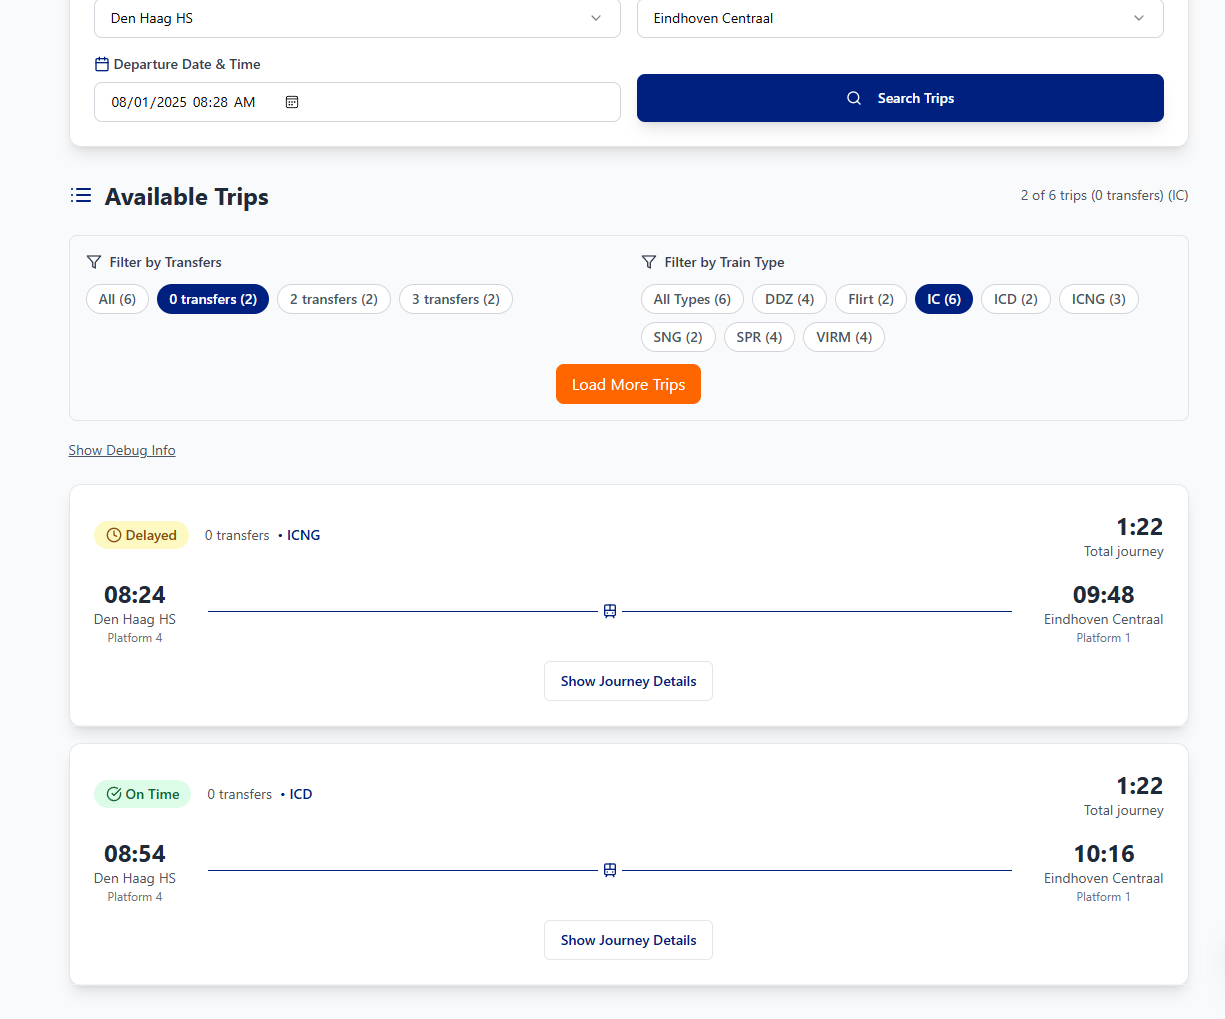 Den Haag HS
Eindhoven Centraal
Departure Date & Time
08/01/2025 08:28 AM
Search Trips
Available Trips
2 of 6 trips (0 transfers) (IC)
Filter by Transfers
All (6) 0 transfers (2) 2 transfers (2) 3 transfers (2)
Filter by Train Type
All Types (6) DDZ (4) Flirt (2) IC (6) ICD (2) ICNG (3)
SNG (2) SPR (4) VIRM (4)
Load More Trips
Show Debug Info
Delayed 0 transfers • ICNG
1:22
Total journey
08:24
Den Haag HS
Platform 4
09:48
Eindhoven Centraal
Platform 1
Show Journey Details
On Time 0 transfers • ICD
1:22
Total journey
08:54
Den Haag HS
Platform 4
10:16
Eindhoven Centraal
Platform 1
Show Journey Details